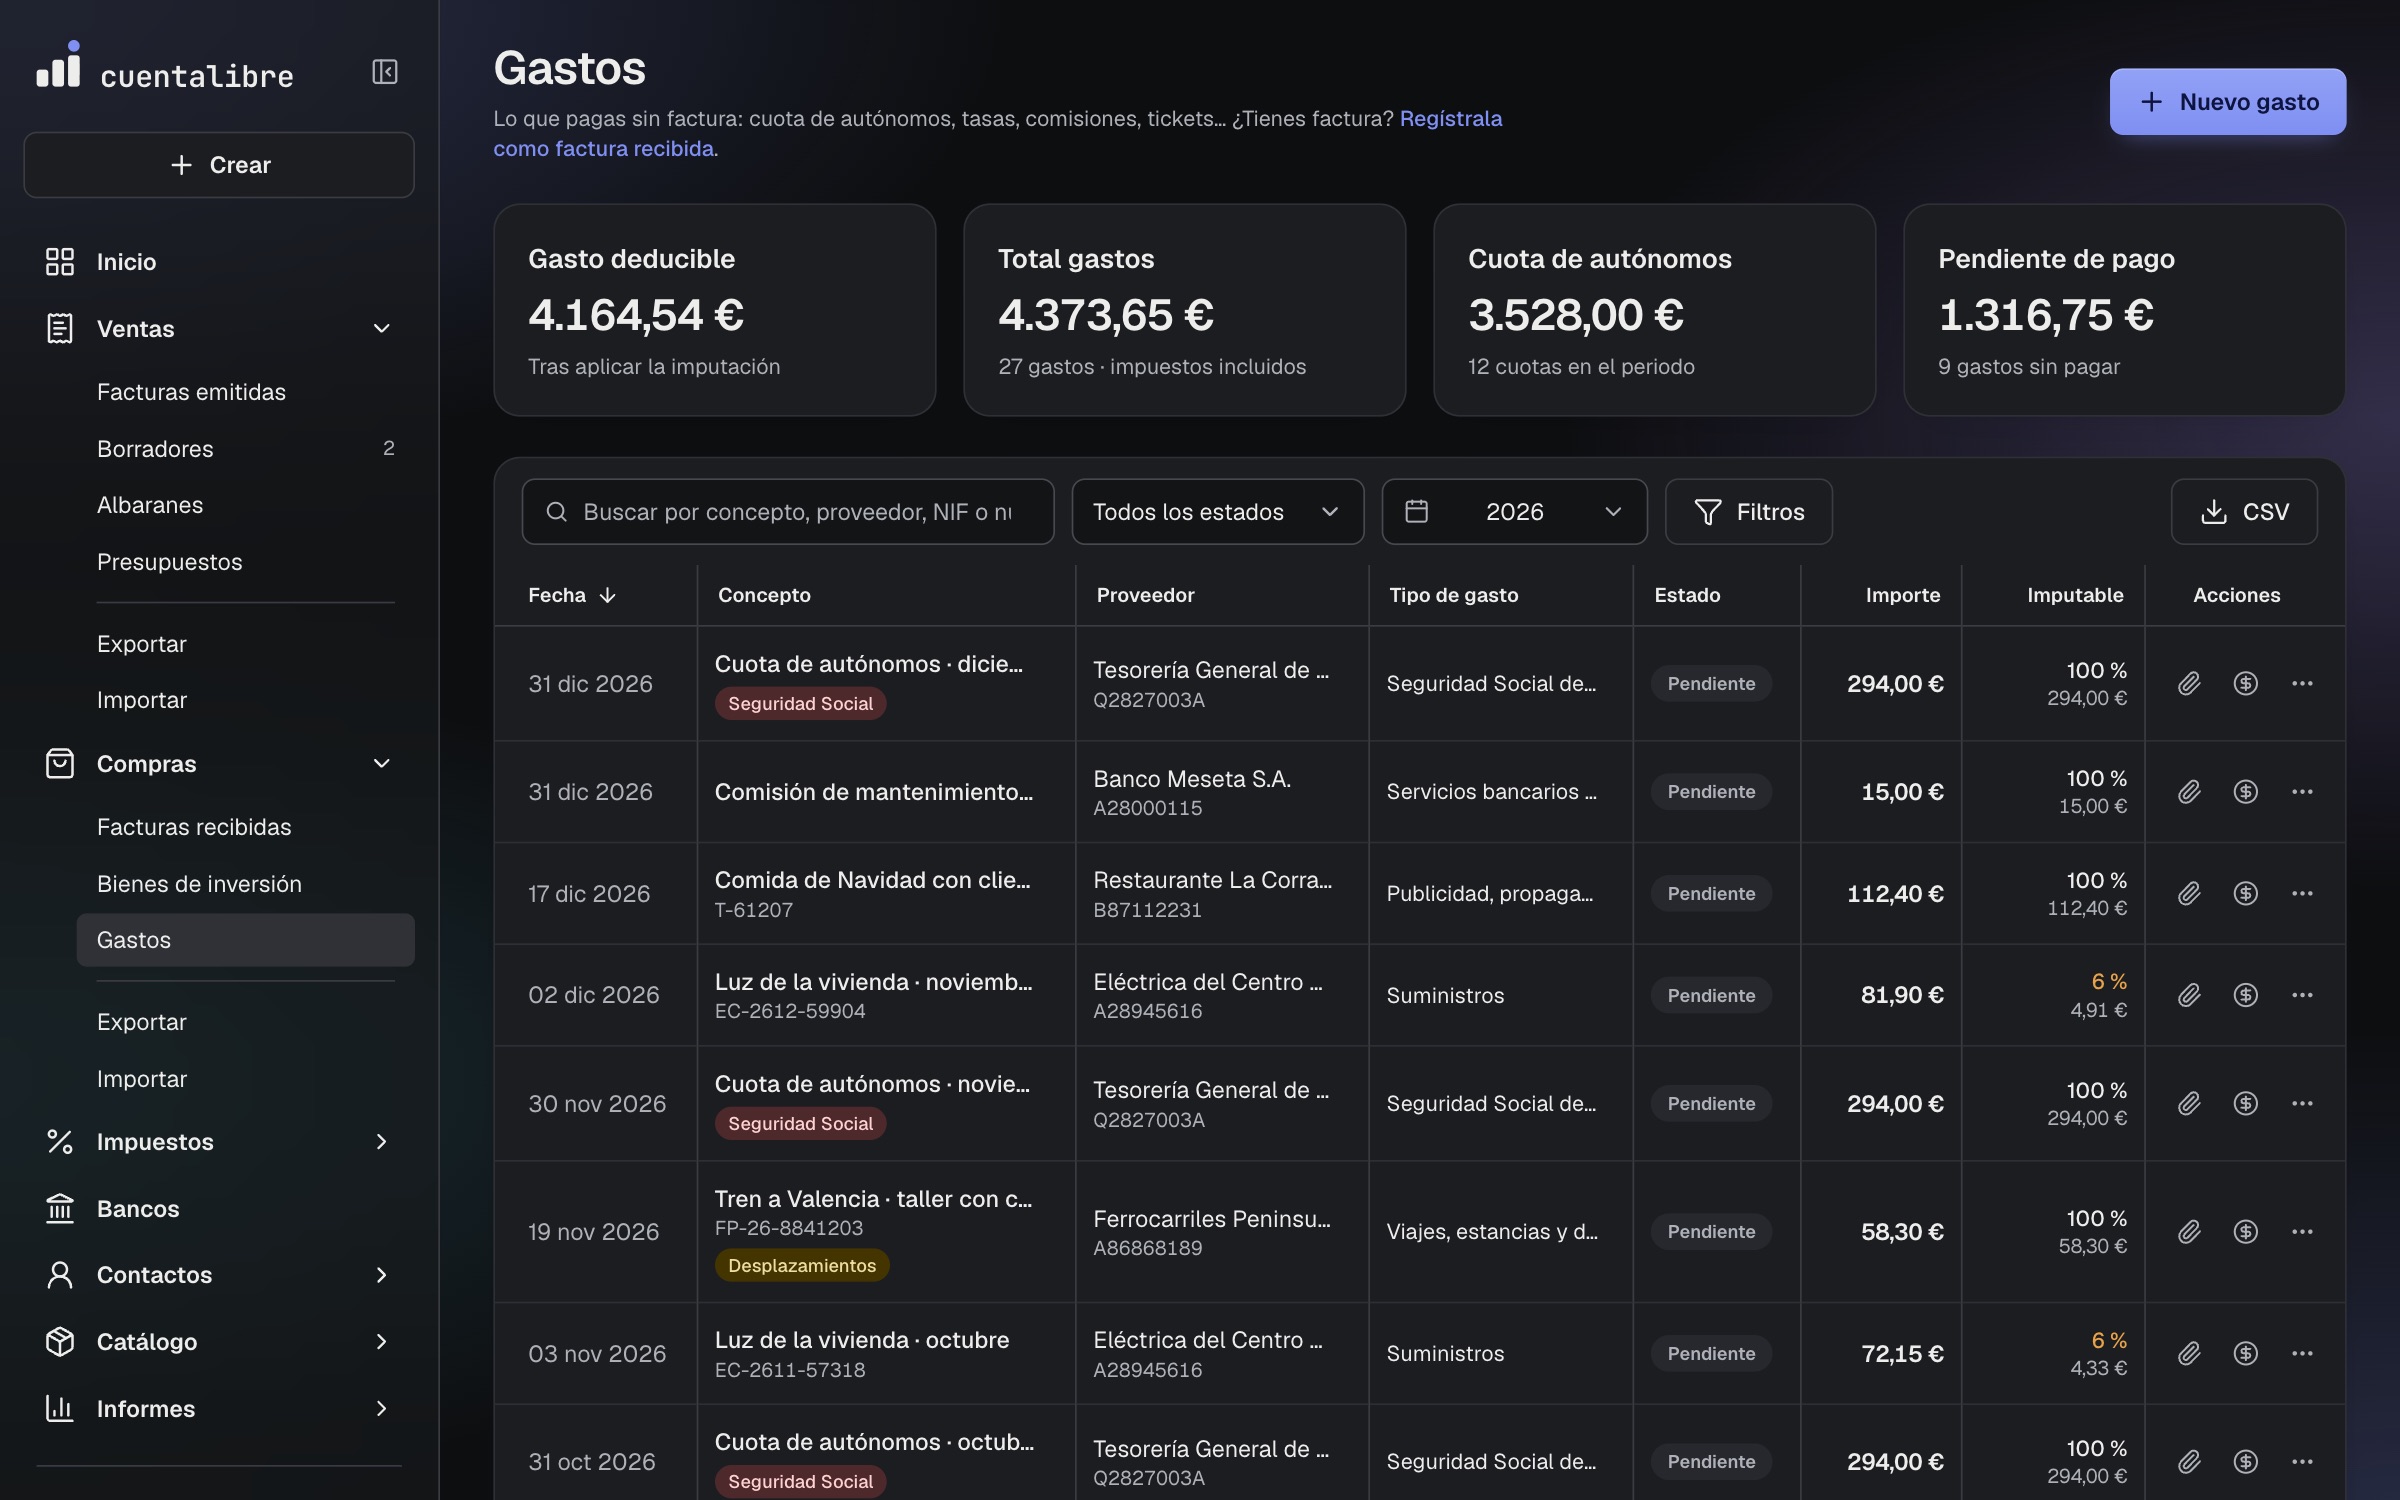 cuentalibre
Crear
Inicio
Ventas
Facturas emitidas
Borradores 2
Albaranes
Presupuestos
Exportar
Importar
Compras
Facturas recibidas
Bienes de inversión
Gastos
Exportar
Importar
Impuestos
Bancos
Contactos
Catálogo
Informes
Gastos
Lo que pagas sin factura: cuota de autónomos, tasas, comisiones, tickets... ¿Tienes factura? Regístrala
como factura recibida.
Nuevo gasto
Gasto deducible
4.164,54 €
Tras aplicar la imputación
Total gastos
4.373,65 €
27 gastos · impuestos incluidos
Cuota de autónomos
3.528,00 €
12 cuotas en el periodo
Pendiente de pago
1.316,75 €
9 gastos sin pagar
Buscar por concepto, proveedor, NIF o nu
Todos los estados
2026
Filtros
CSV
Fecha Concepto Proveedor Tipo de gasto Estado Importe Imputable Acciones
31 dic 2026
Cuota de autónomos · dicie...
Seguridad Social
Tesorería General de ...
Q2827003A
Seguridad Social de...
Pendiente
294,00 €
100 %
294,00 €
31 dic 2026
Comisión de mantenimiento...
Banco Meseta S.A.
A28000115
Servicios bancarios ...
Pendiente
15,00 €
100 %
15,00 €
17 dic 2026
Comida de Navidad con clie...
T-61207
Restaurante La Corra...
B87112231
Publicidad, propaga...
Pendiente
112,40 €
100 %
112,40 €
02 dic 2026
Luz de la vivienda · noviemb...
EC-2612-59904
Eléctrica del Centro ...
A28945616
Suministros
Pendiente
81,90 €
6 %
4,91 €
30 nov 2026
Cuota de autónomos · novie...
Seguridad Social
Tesorería General de ...
Q2827003A
Seguridad Social de...
Pendiente
294,00 €
100 %
294,00 €
19 nov 2026
Tren a Valencia · taller con c...
FP-26-8841203
Desplazamientos
Ferrocarriles Peninsu...
A86868189
Viajes, estancias y d...
Pendiente
58,30 €
100 %
58,30 €
03 nov 2026
Luz de la vivienda · octubre
EC-2611-57318
Eléctrica del Centro ...
A28945616
Suministros
Pendiente
72,15 €
6 %
4,33 €
31 oct 2026
Cuota de autónomos · octub...
Seguridad Social
Tesorería General de ...
Q2827003A
Seguridad Social de...
Pendiente
294,00 €
100 %
294,00 €